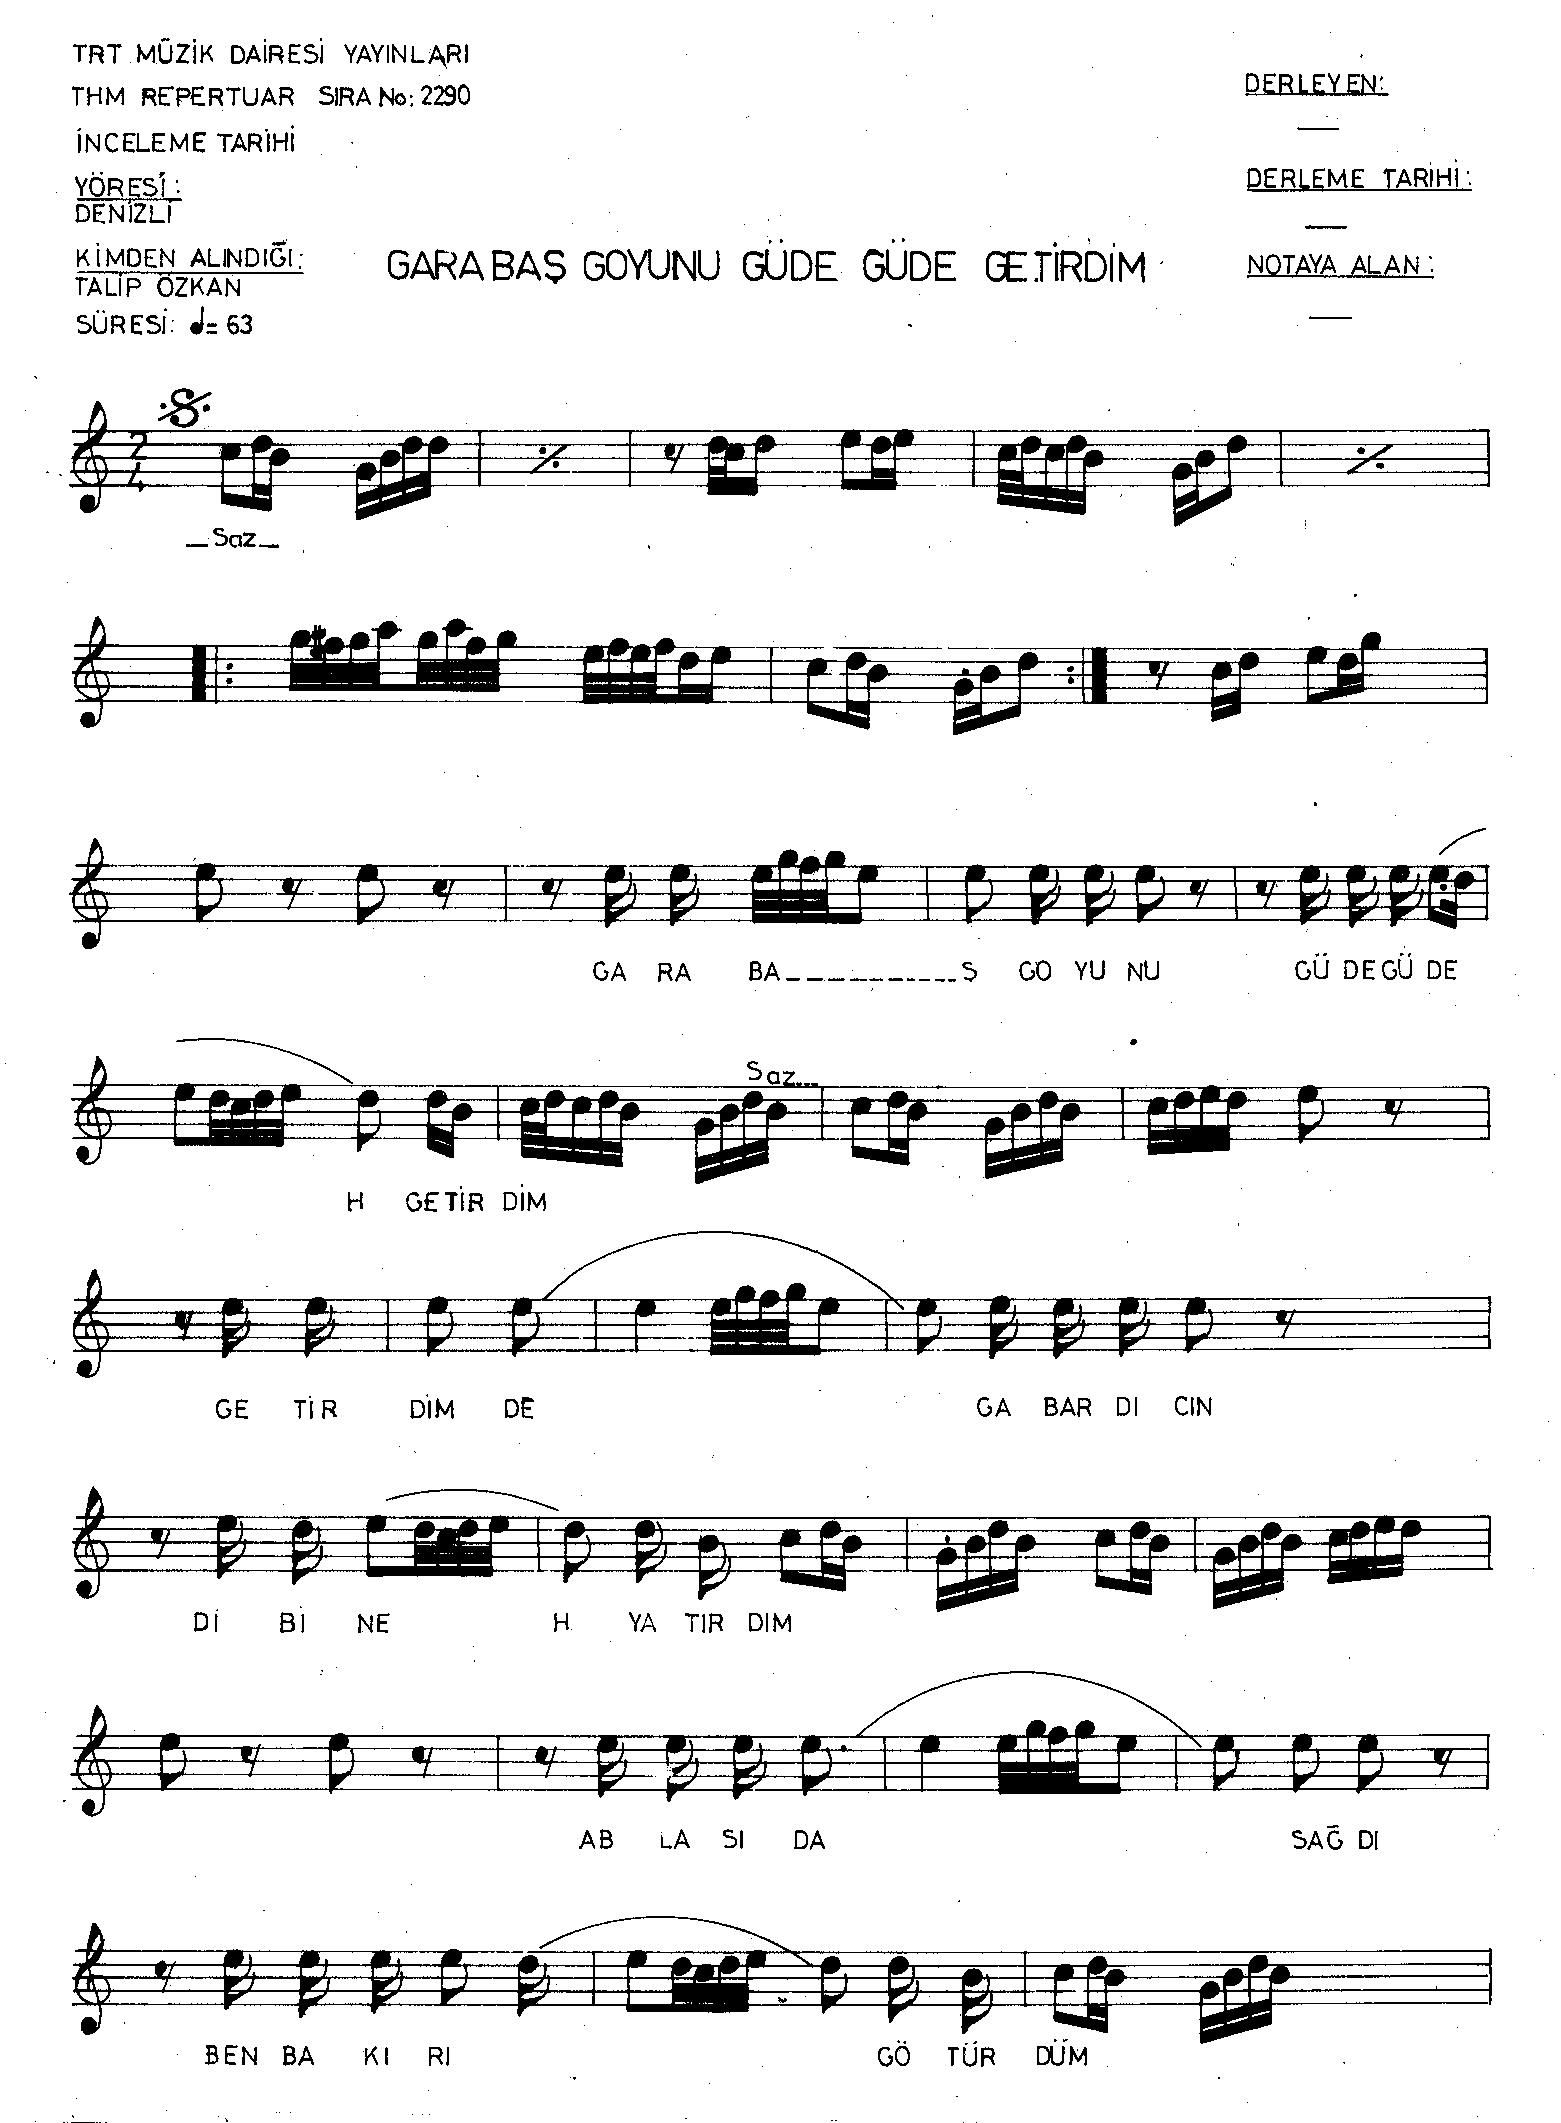 TRT MÜZİK DAİRESİ YAYINLARI
THM REPERTUAR SIRA No: 2290
İNCELEME TARİHİ
YÖRESİ:
DENİZLİ
KİMDEN ALINDIĞI:
TALİP ÖZKAN
SÜRESİ: ♩= 63
GARABAŞ GOYUNU GÜDE GÜDE GETİRDİM
DERLEYEN:
—
DERLEME TARİHİ:
—
NOTAYA ALAN:
—
2
4
_Saz_
GA RA BA_________Ş GO YU NU GÜ DE GÜ DE
Saz...
H GETİR DİM
GE TİR DİM DE GA BAR DI CIN
Dİ Bİ NE H YA TIR DIM
AB LA SI DA SAĞ DI
BEN BA KI RI GÖ TÜR DÜM